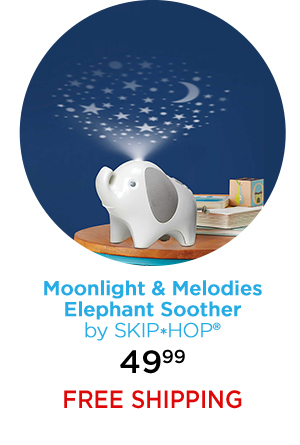 Moonlight & Melodies
Elephant Soother
by SKIP*HOP®
49⁹⁹
FREE SHIPPING